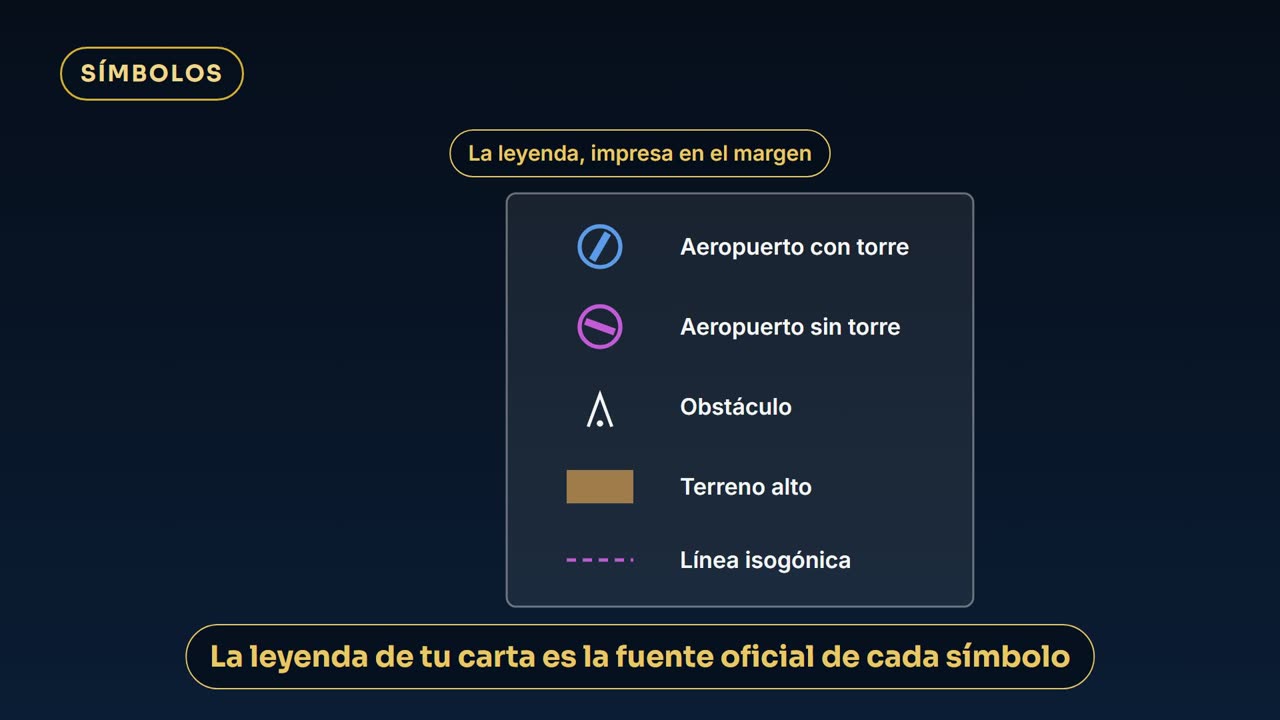 SÍMBOLOS
La leyenda, impresa en el margen
Aeropuerto con torre
Aeropuerto sin torre
Obstáculo
Terreno alto
Línea isogónica
La leyenda de tu carta es la fuente oficial de cada símbolo